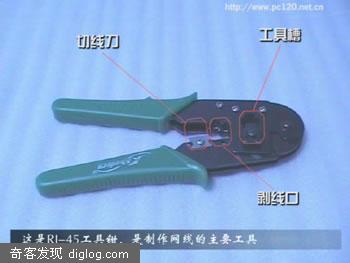 http://www.pc120.net.cn
切线刀
工具槽
剥线口
这是RJ-45工具钳，是制作网线的主要工具
奇客发现 diglog.com